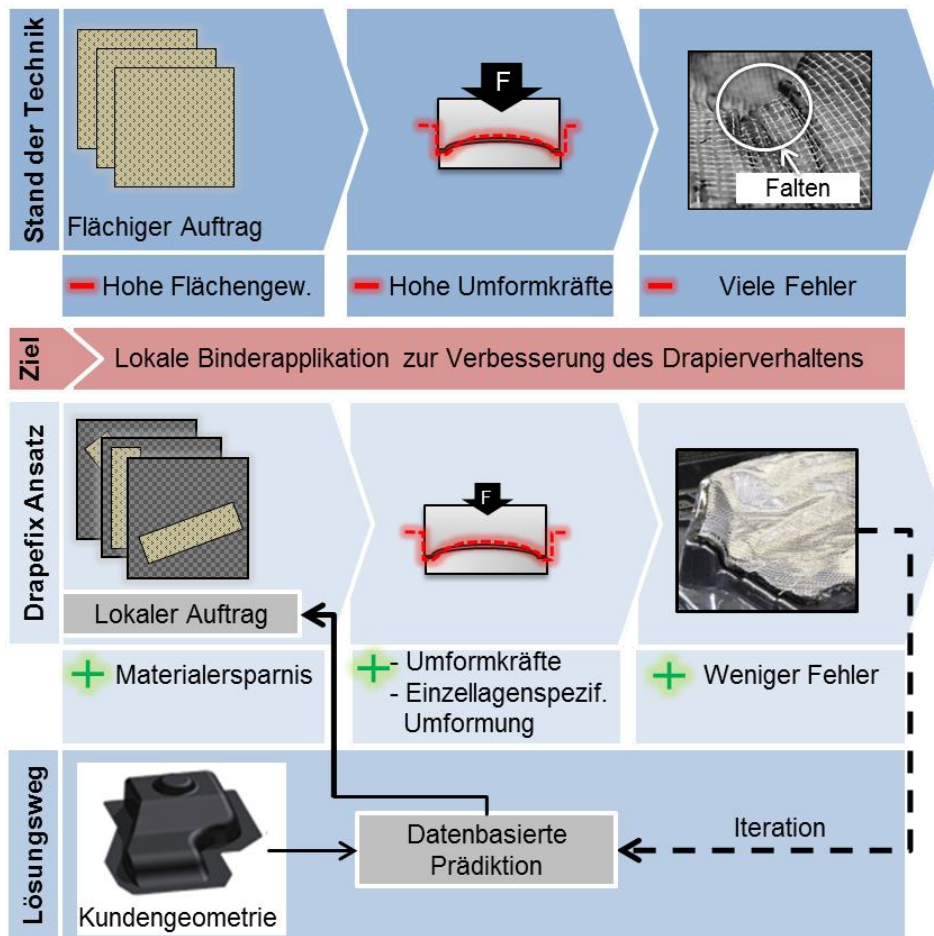 Stand der Technik
Flächiger Auftrag
F
Falten
Hohe Flächengew.
Hohe Umformkräfte
Viele Fehler
Ziel
Lokale Binderapplikation zur Verbesserung des Drapierverhaltens
Drapefix Ansatz
Lokaler Auftrag
F
Materialersparnis
- Umformkräfte
- Einzellagenspezif.
Umformung
Weniger Fehler
Lösungsweg
Kundengeometrie
Datenbasierte
Prädiktion
Iteration